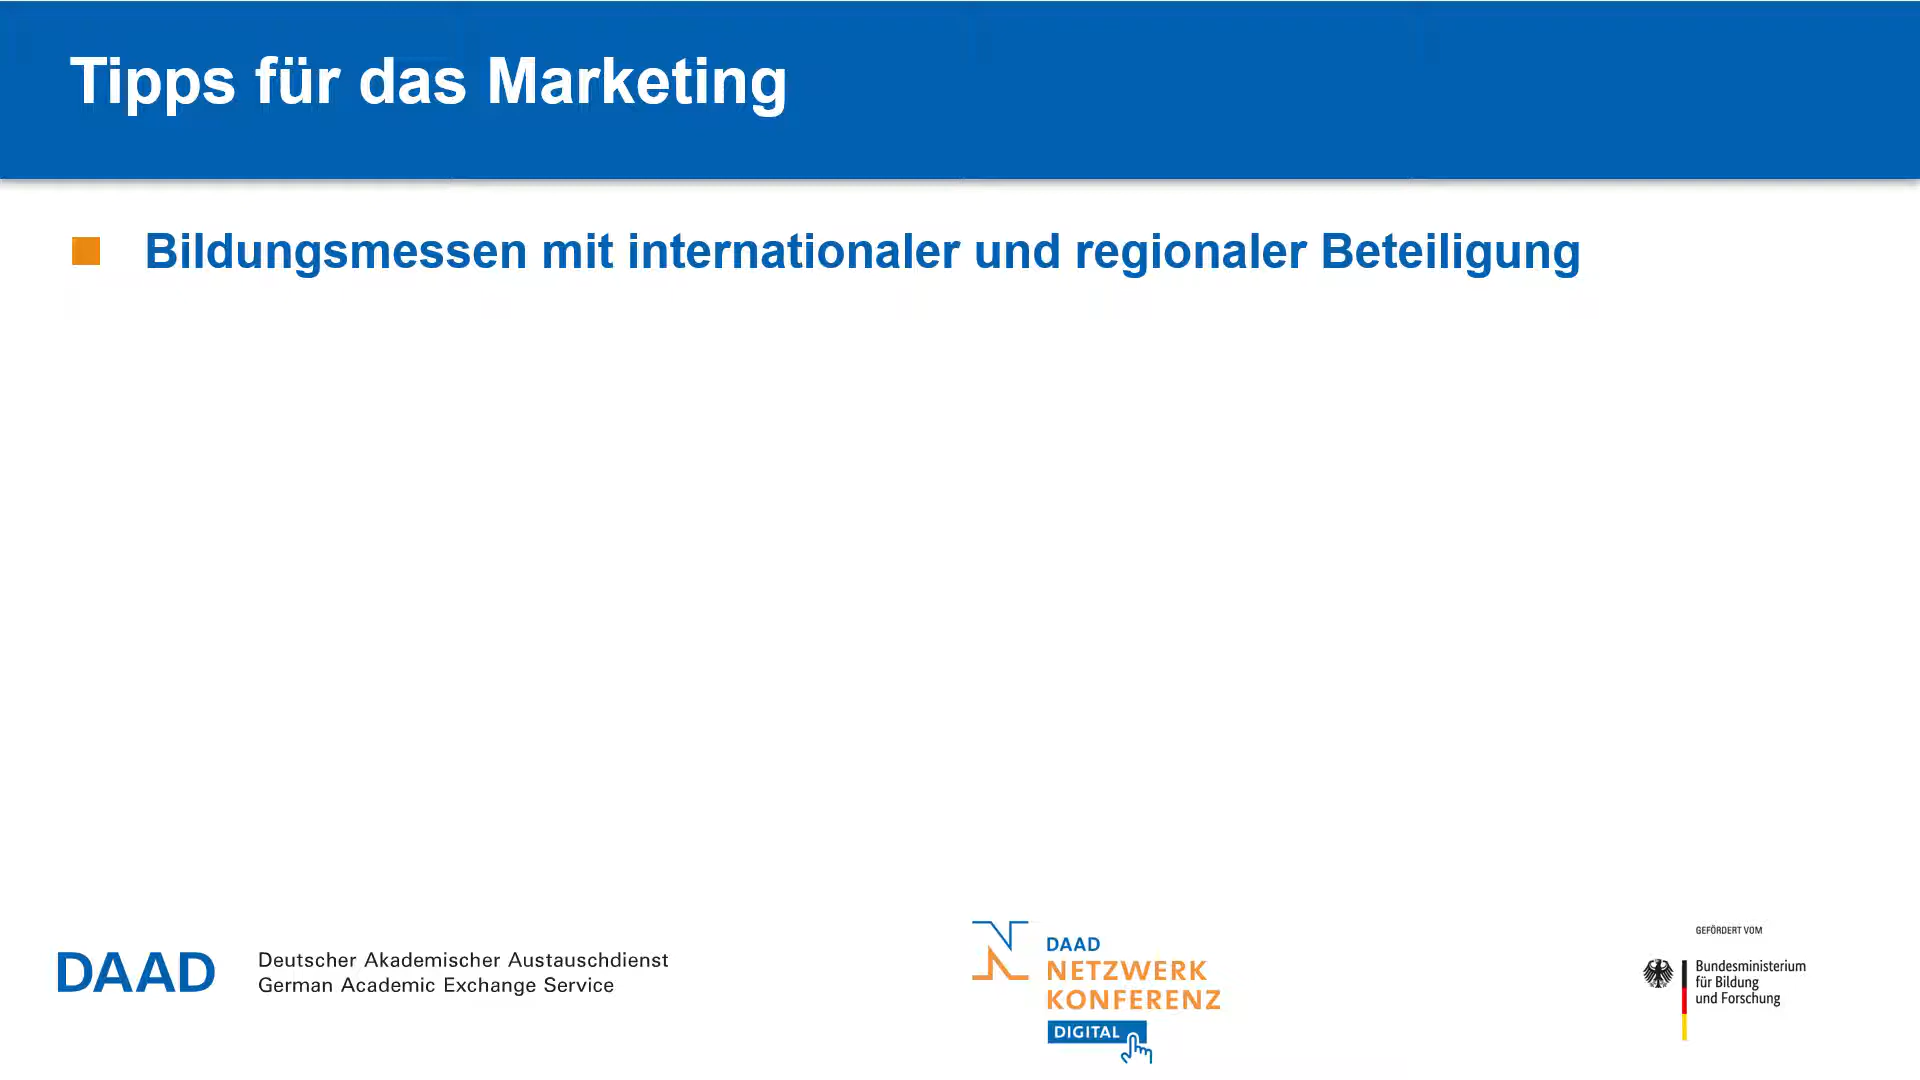 Tipps für das Marketing
Bildungsmessen mit internationaler und regionaler Beteiligung
DAAD
Deutscher Akademischer Austauschdienst
German Academic Exchange Service
DAAD
NETZWERK
KONFERENZ
DIGITAL
GEFÖRDERT VOM
Bundesministerium
für Bildung
und Forschung